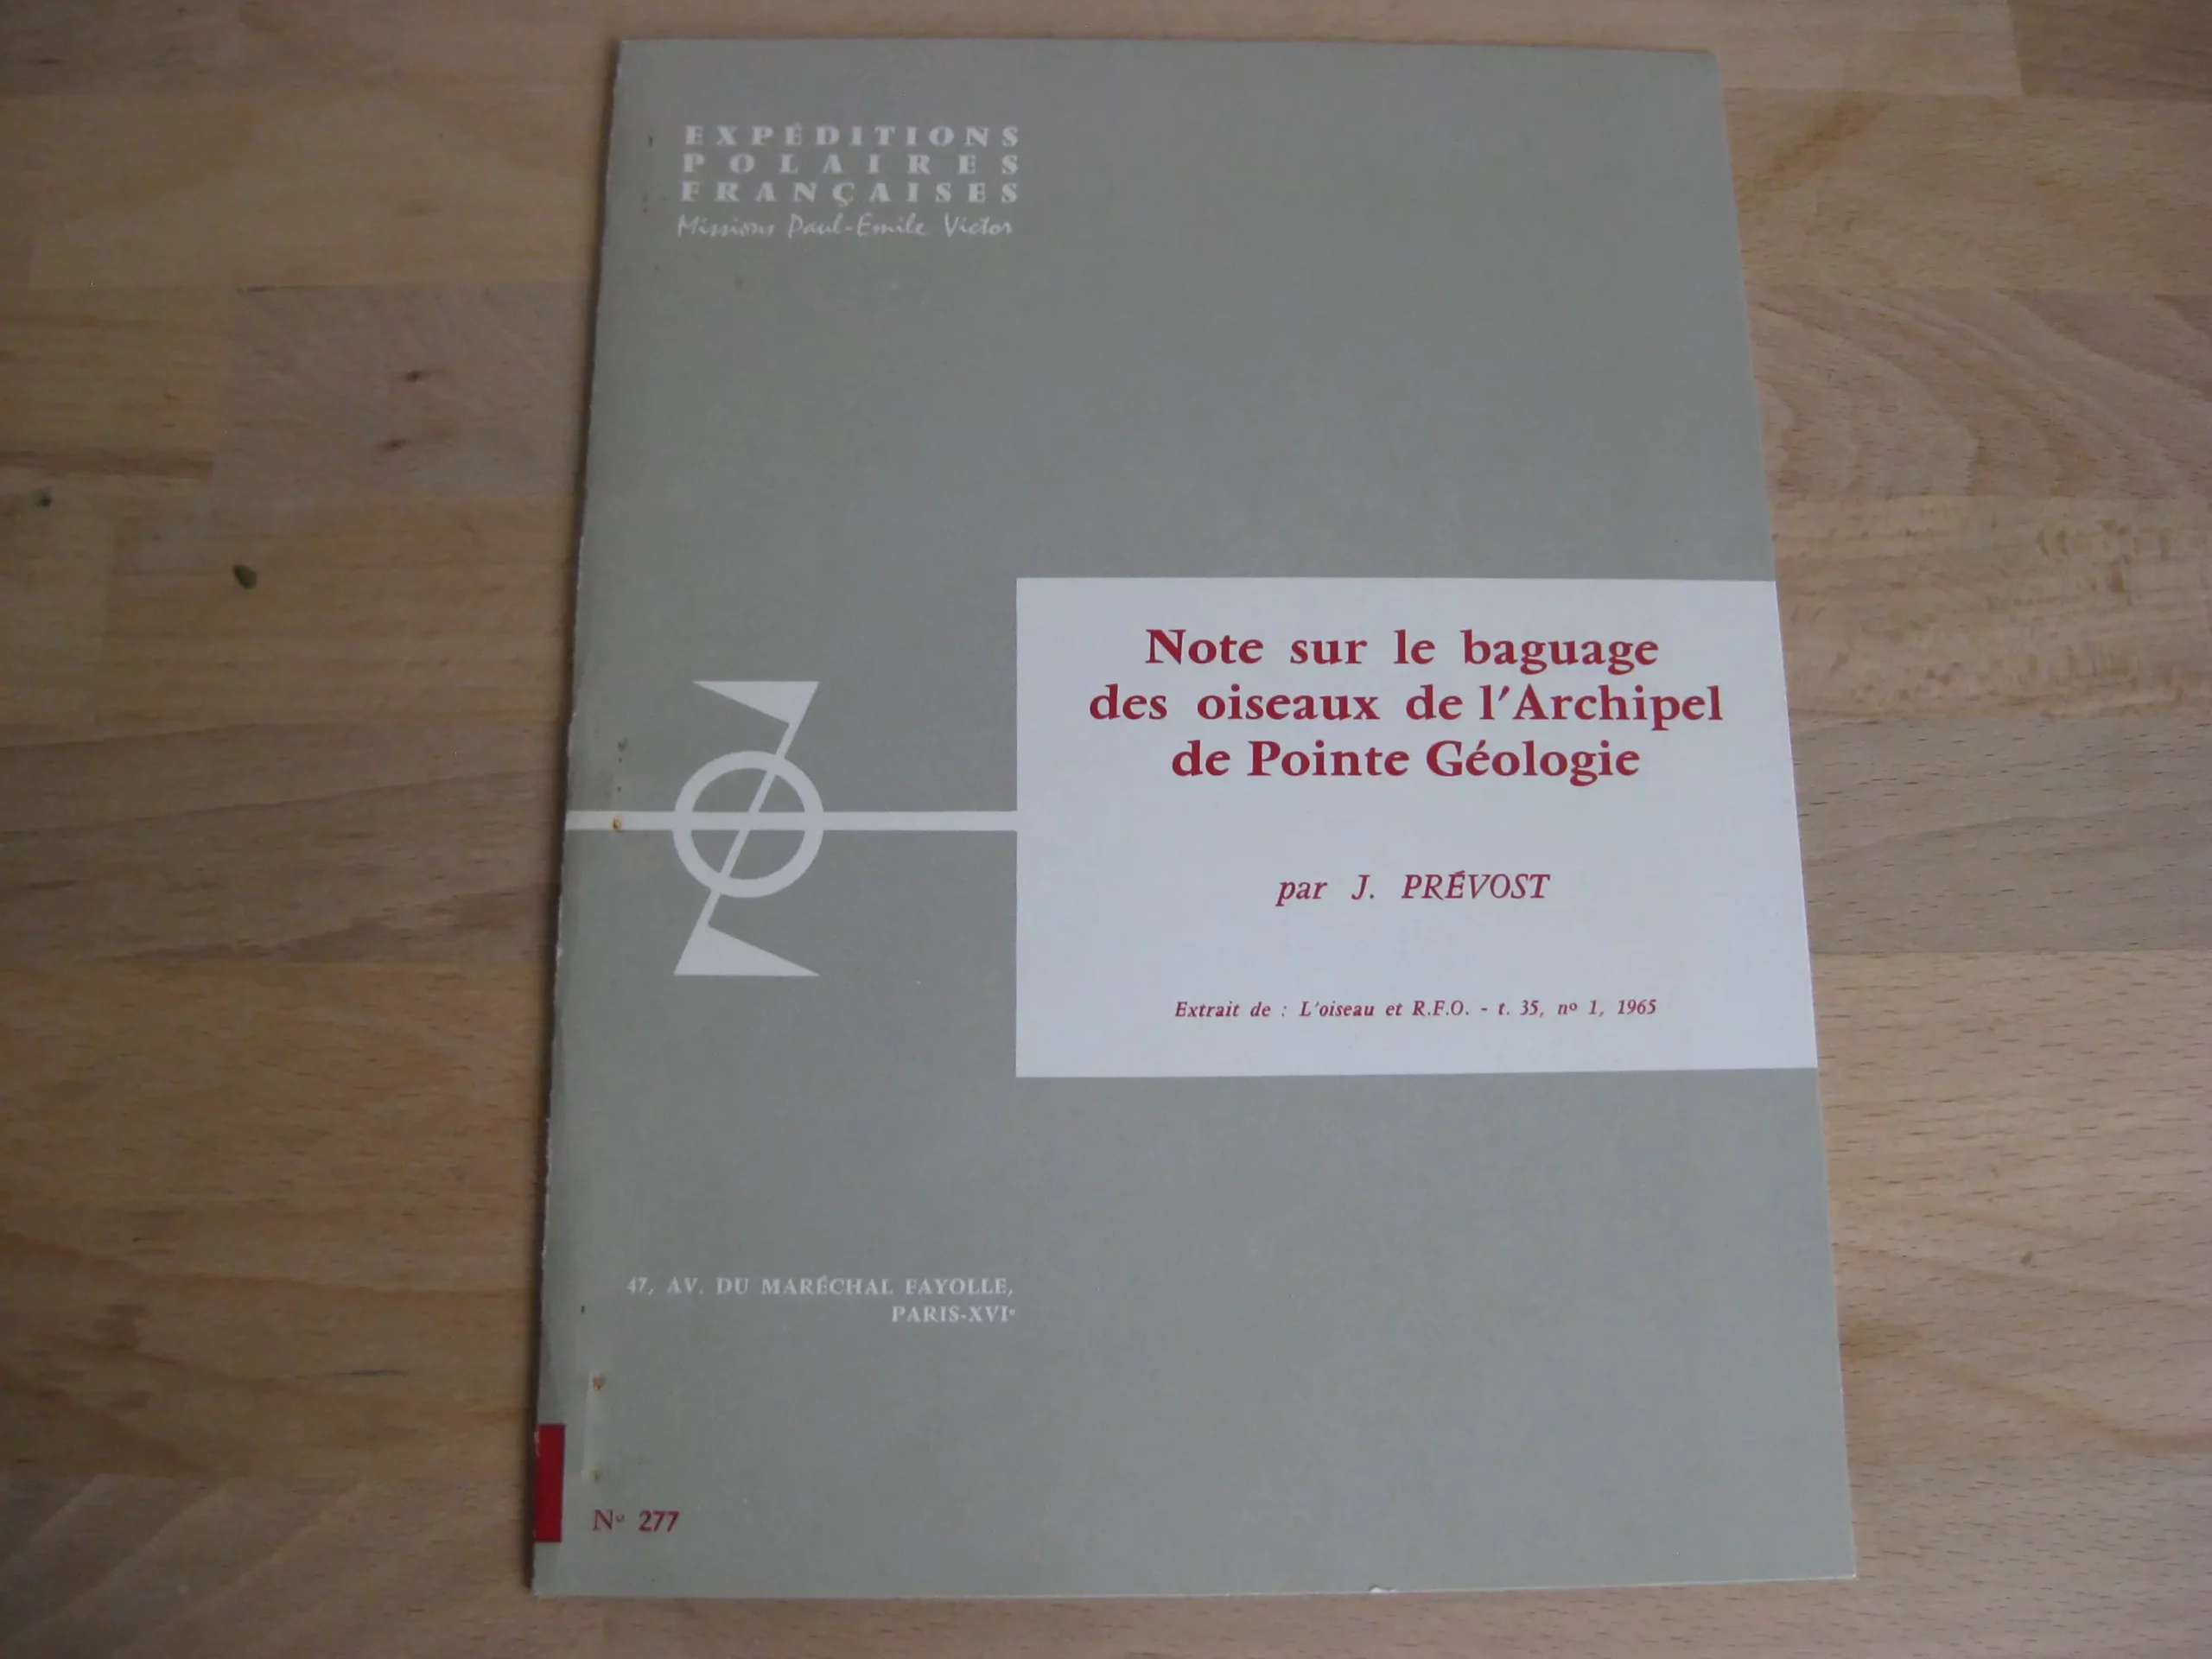 EXPÉDITIONS
POLAIRES
FRANÇAISES
Missions Paul-Emile Victor
Note sur le baguage
des oiseaux de l'Archipel
de Pointe Géologie
par J. PRÉVOST
Extrait de : L'oiseau et R.F.O. - t. 35, nº 1, 1965
47, AV. DU MARÉCHAL FAYOLLE,
PARIS-XVIᵉ
Nº 277